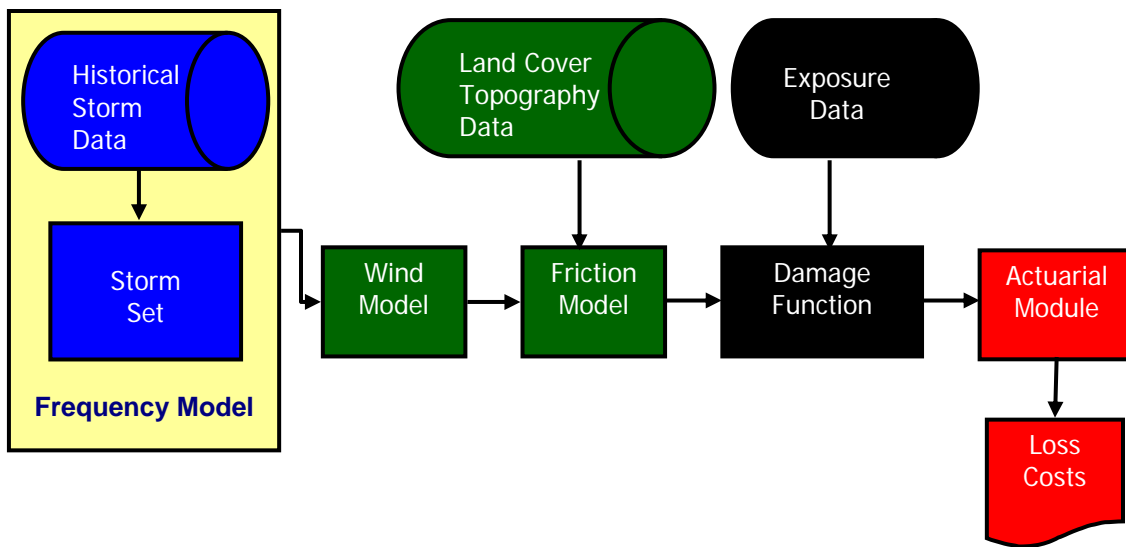 Historical
Storm
Data
Storm
Set
Frequency Model
Land Cover
Topography
Data
Exposure
Data
Wind
Model
Friction
Model
Damage
Function
Actuarial
Module
Loss
Costs